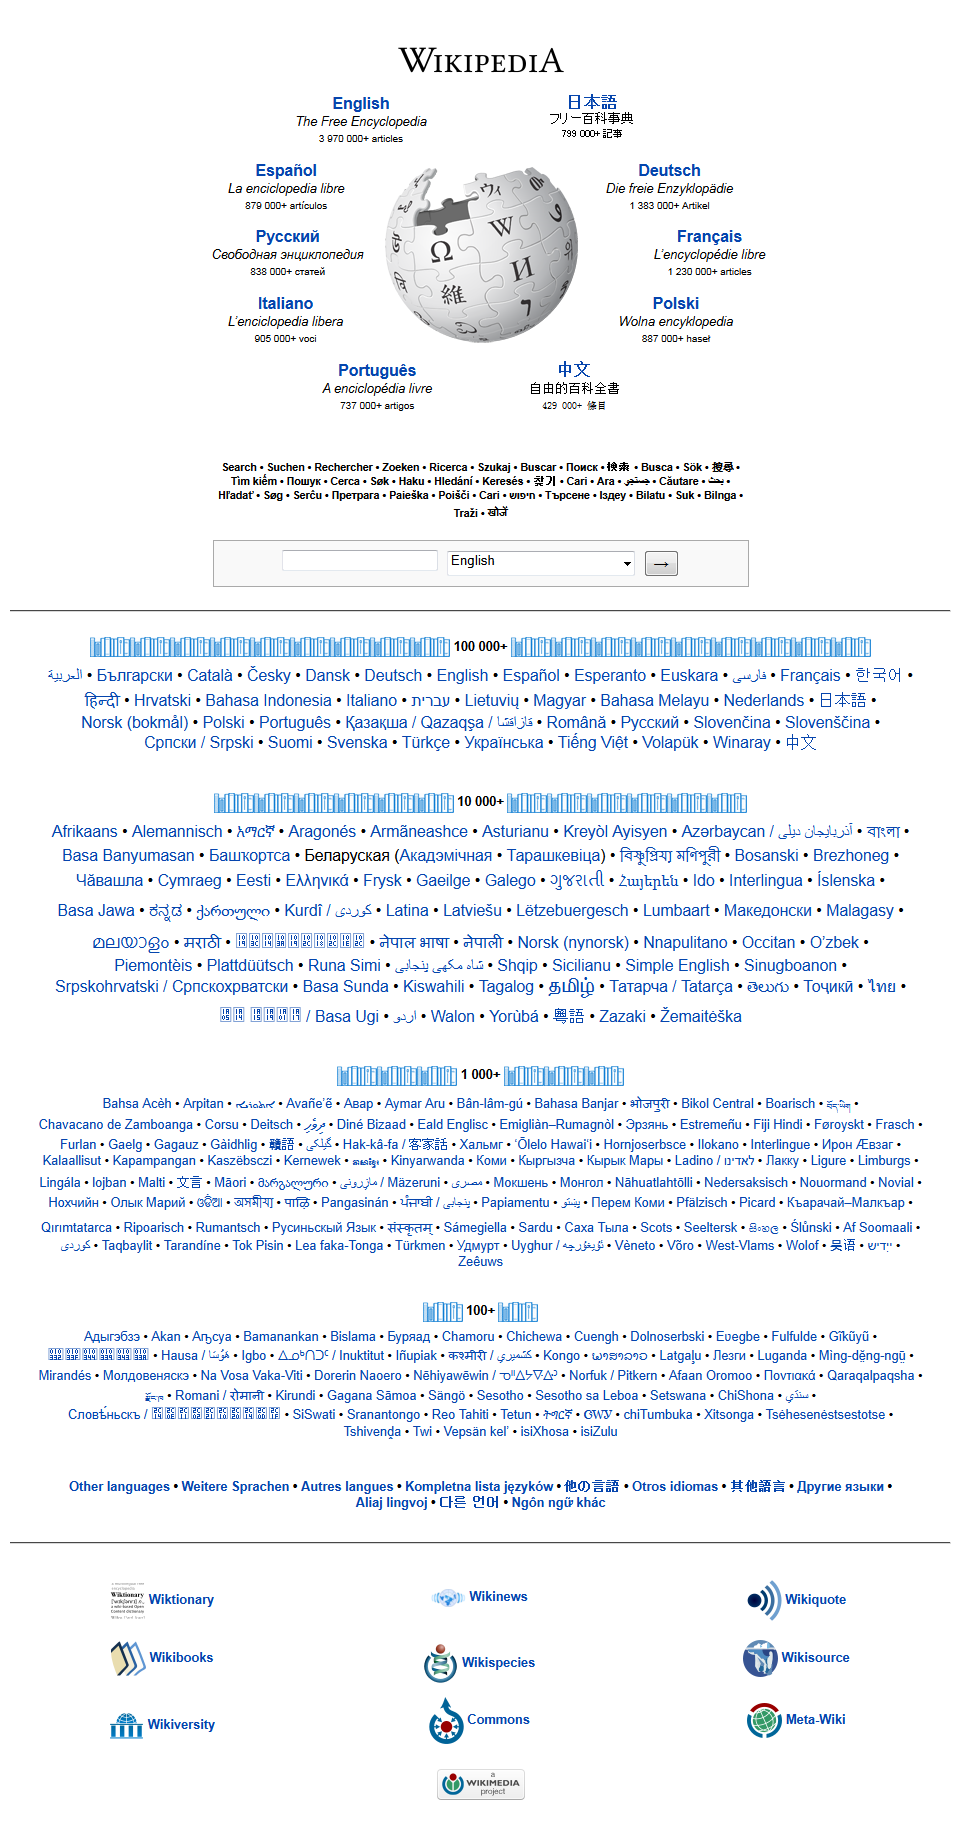 WIKIPEDIA
English
The Free Encyclopedia
3 970 000+ articles
日本語
フリー百科事典
799 000+ 記事
Español
La enciclopedia libre
879 000+ artículos
Deutsch
Die freie Enzyklopädie
1 383 000+ Artikel
Русский
Свободная энциклопедия
838 000+ статей
Français
L'encyclopédie libre
1 230 000+ articles
Italiano
L'enciclopedia libera
905 000+ voci
Polski
Wolna encyklopedia
887 000+ haseł
Português
A enciclopédia livre
737 000+ artigos
中文
自由的百科全書
429 000+ 條目
Search • Suchen • Rechercher • Zoeken • Ricerca • Szukaj • Buscar • Поиск • 検索 • Busca • Sök • 搜尋 •
Tìm kiếm • Пошук • Cerca • Søk • Haku • Hledání • Keresés • 찾기 • Cari • Ara • جستجو • Căutare • بحث •
Hľadať • Søg • Serĉu • Претрага • Paieška • Poišči • Cari • חיפוש • Търсене • Іздеу • Bilatu • Suk • Bilnga •
Traži • खोजें
English →
100 000+
العربية • Български • Català • Česky • Dansk • Deutsch • English • Español • Esperanto • Euskara • فارسی • Français • 한국어 •
हिन्दी • Hrvatski • Bahasa Indonesia • Italiano • עברית • Lietuvių • Magyar • Bahasa Melayu • Nederlands • 日本語 •
Norsk (bokmål) • Polski • Português • Қазақша / Qazaqşa / قازاقشا • Română • Русский • Slovenčina • Slovenščina •
Српски / Srpski • Suomi • Svenska • Türkçe • Українська • Tiếng Việt • Volapük • Winaray • 中文
10 000+
Afrikaans • Alemannisch • አማርኛ • Aragonés • Armãneashce • Asturianu • Kreyòl Ayisyen • Azərbaycan / آذربايجان ديلی • বাংলা •
Basa Banyumasan • Башҡортса • Беларуская (Акадэмічная • Тарашкевiца) • বিষ্ণুপ্রিয়া মণিপুরী • Bosanski • Brezhoneg •
Чӑвашла • Cymraeg • Eesti • Ελληνικά • Frysk • Gaeilge • Galego • ગુજરાતી • Հայերեն • Ido • Interlingua • Íslenska •
Basa Jawa • ಕನ್ನಡ • ქართული • Kurdî / كوردی • Latina • Latviešu • Lëtzebuergesch • Lumbaart • Македонски • Malagasy •
മലയാളം • मराठी • नेपाल भाषा • नेपाली • Norsk (nynorsk) • Nnapulitano • Occitan • O'zbek •
Piemontèis • Plattdüütsch • Runa Simi • شاہ مکھی پنجابی • Shqip • Sicilianu • Simple English • Sinugboanon •
Srpskohrvatski / Српскохрватски • Basa Sunda • Kiswahili • Tagalog • தமிழ் • Татарча / Tatarça • తెలుగు • Тоҷикӣ • ไทย •
/ Basa Ugi • اردو • Walon • Yorùbá • 粵語 • Zazaki • Žemaitėška
1 000+
Bahsa Acèh • Arpitan • Avañe'ẽ • Авар • Aymar Aru • Bân-lâm-gú • Bahasa Banjar • भोजपुरी • Bikol Central • Boarisch • བོད་ཡིག •
Chavacano de Zamboanga • Corsu • Deitsch • ދިވެހި • Diné Bizaad • Eald Englisc • Emigliàn–Rumagnòl • Эрзянь • Estremeñu • Fiji Hindi • Føroyskt • Frasch •
Furlan • Gaelg • Gagauz • Gàidhlig • 贛語 • گیلکی • Hak-kâ-fa / 客家話 • Хальмг • ʻŌlelo Hawaiʻi • Hornjoserbsce • Ilokano • Interlingue • Ирон Æвзаг •
Kalaallisut • Kapampangan • Kaszëbsczi • Kernewek • Kinyarwanda • Коми • Кыргызча • Кырык Мары • Ladino / לאדינו • Лакку • Ligure • Limburgs •
Lingála • lojban • Malti • 文言 • Māori • მარგალური • مازِرونی / Mäzeruni • مصرى • Мокшень • Монгол • Nāhuatlahtōlli • Nedersaksisch • Nouormand • Novial •
Нохчийн • Олык Марий • ଓଡି଼ଆ • অসমীয়া • पाऴि • Pangasinán • ਪੰਜਾਬੀ / پنجابی • Papiamentu • پښتو • Перем Коми • Pfälzisch • Picard • Къарачай–Малкъар •
Qırımtatarca • Ripoarisch • Rumantsch • Русиньскый Язык • संस्कृतम् • Sámegiella • Sardu • Саха Тыла • Scots • Seeltersk • සිංහල • Ślůnski • Af Soomaali •
كوردی • Taqbaylit • Tarandíne • Tok Pisin • Lea faka-Tonga • Türkmen • Удмурт • Uyghur / ئۇيغۇرچه • Vèneto • Võro • West-Vlams • Wolof • 吴语 • ייִדיש •
Zeêuws
100+
Адыгэбзэ • Akan • Аҧсуа • Bamanankan • Bislama • Буряад • Chamoru • Chichewa • Cuengh • Dolnoserbski • Eʋegbe • Fulfulde • Gĩkũyũ •
• Hausa / هَوُسَا • Igbo • ᐃᓄᒃᑎᑐᑦ / Inuktitut • Iñupiak • कश्मीरी / كشميري • Kongo • ພາສາລາວ • Latgaļu • Лезги • Luganda • Mìng-dĕ̤ng-ngṳ̄ •
Mirandés • Молдовеняскэ • Na Vosa Vaka-Viti • Dorerin Naoero • Nēhiyawēwin / ᓀᐦᐃᔭᐍᐏᐣ • Norfuk / Pitkern • Afaan Oromoo • Ποντιακά • Qaraqalpaqsha •
རྫོང་ཁ • Romani / रोमानी • Kirundi • Gagana Sāmoa • Sängö • Sesotho • Sesotho sa Leboa • Setswana • ChiShona • سنڌي •
Словѣ́ньскъ / • SiSwati • Sranantongo • Reo Tahiti • Tetun • ትግርኛ • ᏣᎳᎩ • chiTumbuka • Xitsonga • Tsėhesenėstsestotse •
Tshivenḓa • Twi • Vepsän kel' • isiXhosa • isiZulu
Other languages • Weitere Sprachen • Autres langues • Kompletna lista języków • 他の言語 • Otros idiomas • 其他語言 • Другие языки •
Aliaj lingvoj • 다른 언어 • Ngôn ngữ khác
Wiktionary
Wikinews
Wikiquote
Wikibooks
Wikispecies
Wikisource
Wikiversity
Commons
Meta-Wiki
a
WIKIMEDIA
project